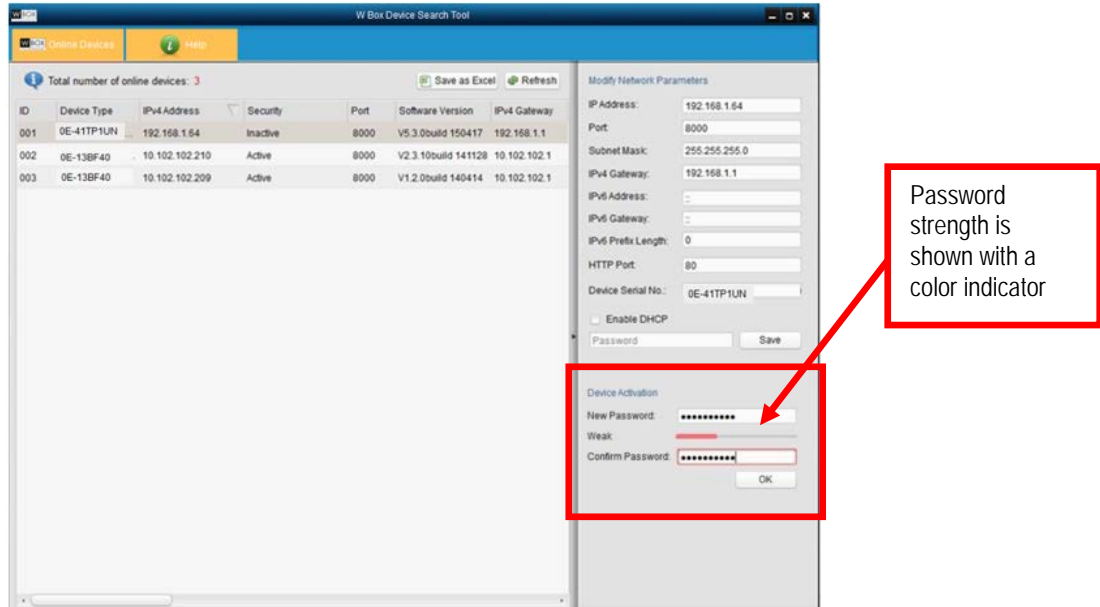 W BOX
W Box Device Search Tool
W BOX Online Devices
Help
Total number of online devices: 3
Save as Excel
Refresh
ID Device Type IPv4 Address Security Port Software Version IPv4 Gateway
001 0E-41TP1UN 192.168.1.64 Inactive 8000 V5.3.0build 150417 192.168.1.1
002 0E-13BF40 10.102.102.210 Active 8000 V2.3.10build 141128 10.102.102.1
003 0E-13BF40 10.102.102.209 Active 8000 V1.2.0build 140414 10.102.102.1
Modify Network Parameters
IP Address: 192.168.1.64
Port: 8000
Subnet Mask: 255.255.255.0
IPv4 Gateway: 192.168.1.1
IPv6 Address: ::
IPv6 Gateway: ::
IPv6 Prefix Length: 0
HTTP Port: 80
Device Serial No.: 0E-41TP1UN
Enable DHCP
Password Save
Device Activation
New Password: ●●●●●●●●●●
Weak
Confirm Password: ●●●●●●●●●●
OK
Password
strength is
shown with a
color indicator